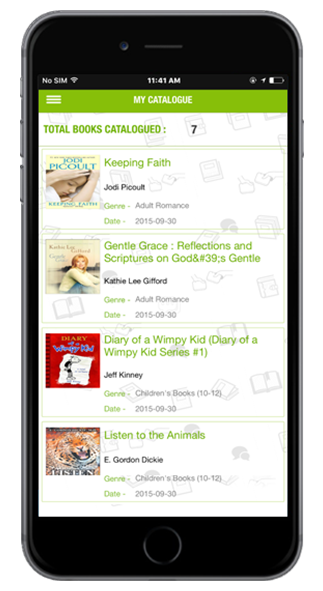 No SIM 11:41 AM
MY CATALOGUE
TOTAL BOOKS CATALOGUED : 7
JODI
PICOULT
KEEPING FAITH
Keeping Faith
Jodi Picoult
Genre - Adult Romance
Date - 2015-09-30
Kathie Lee
Gifford
Gentle Grace : Reflections and
Scriptures on God&#39;s Gentle
Kathie Lee Gifford
Genre - Adult Romance
Date - 2015-09-30
DIARY
of a
Wimpy Kid
Diary of a Wimpy Kid (Diary of a
Wimpy Kid Series #1)
Jeff Kinney
Genre - Children's Books (10-12)
Date - 2015-09-30
LISTEN
Listen to the Animals
E. Gordon Dickie
Genre - Children's Books (10-12)
Date - 2015-09-30